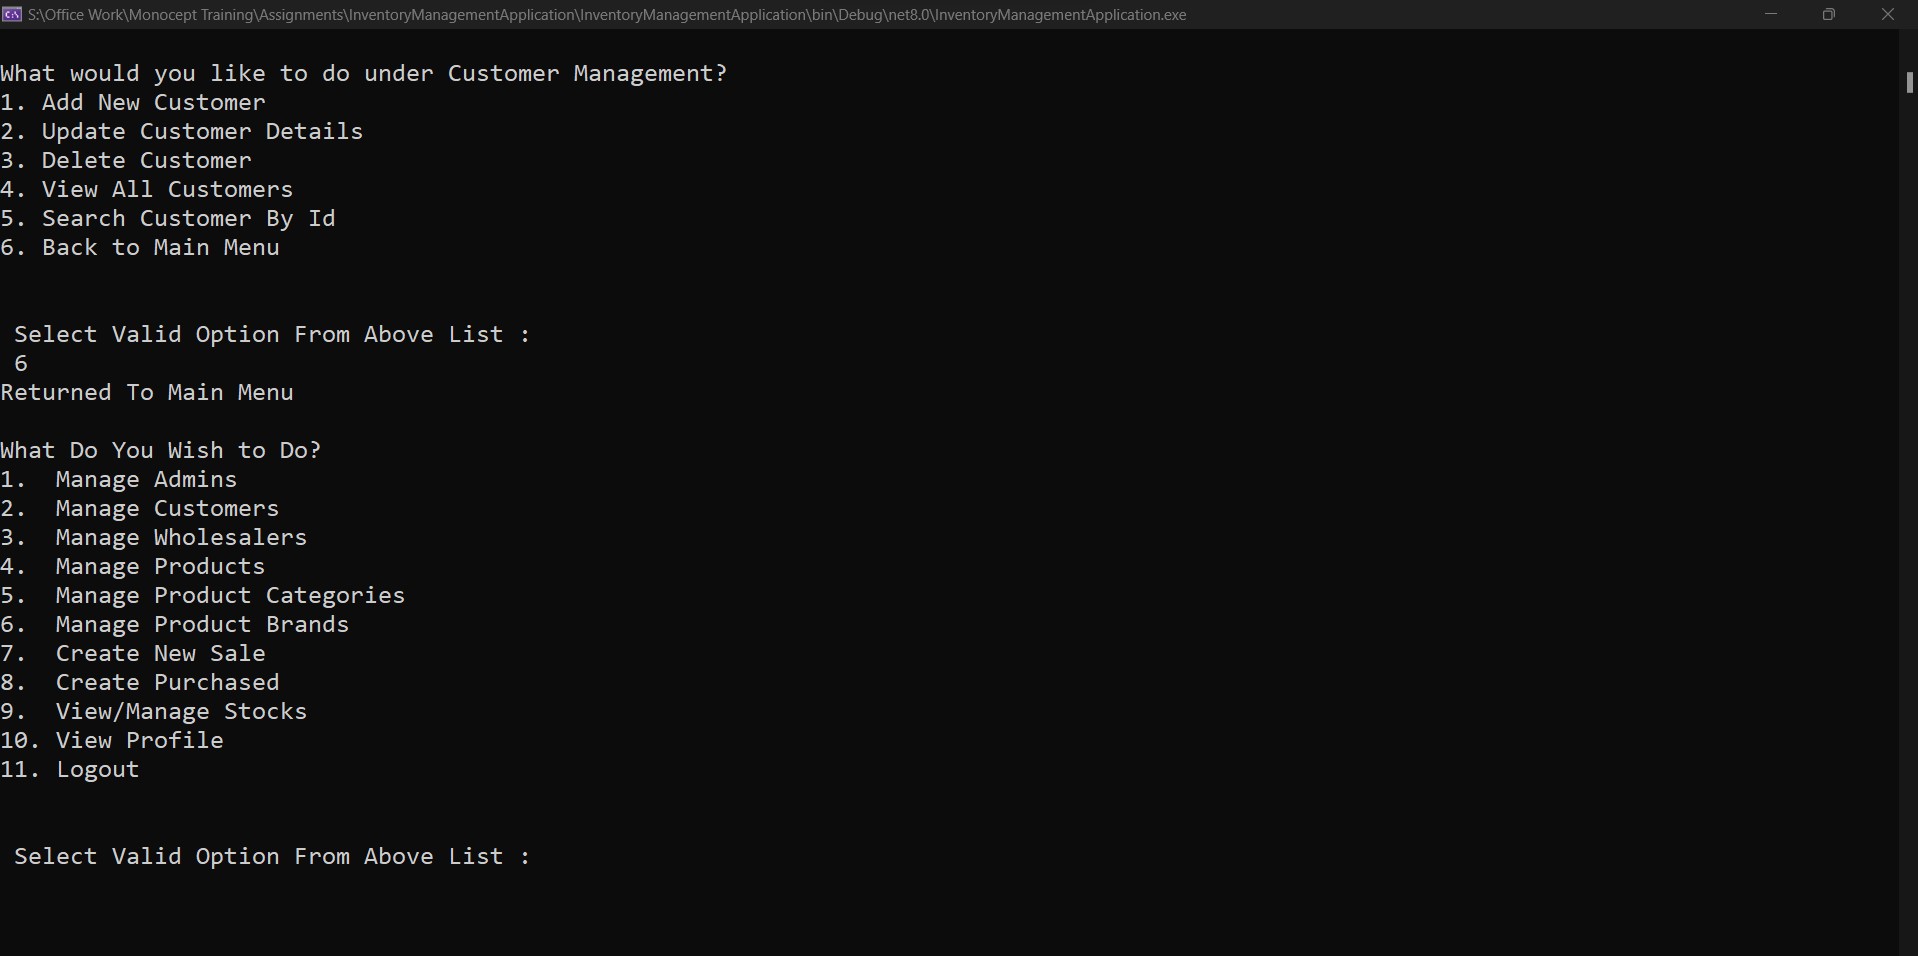 S:\Office Work\Monocept Training\Assignments\InventoryManagementApplication\InventoryManagementApplication\bin\Debug\net8.0\InventoryManagementApplication.exe
What would you like to do under Customer Management?
1. Add New Customer
2. Update Customer Details
3. Delete Customer
4. View All Customers
5. Search Customer By Id
6. Back to Main Menu
Select Valid Option From Above List :
6
Returned To Main Menu
What Do You Wish to Do?
1.  Manage Admins
2.  Manage Customers
3.  Manage Wholesalers
4.  Manage Products
5.  Manage Product Categories
6.  Manage Product Brands
7.  Create New Sale
8.  Create Purchased
9.  View/Manage Stocks
10. View Profile
11. Logout
Select Valid Option From Above List :